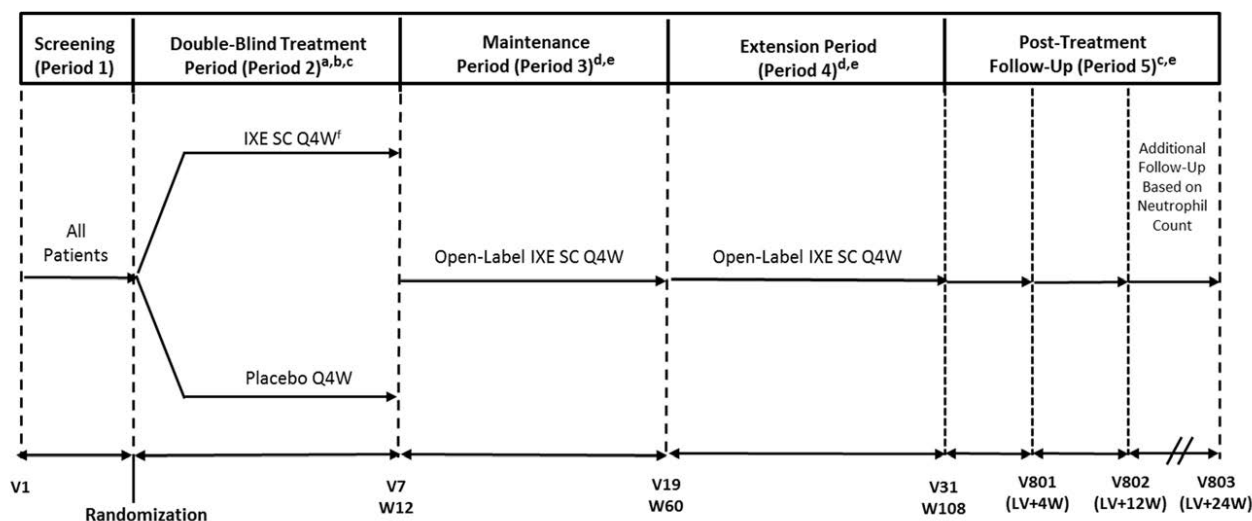 Screening
(Period 1)
Double-Blind Treatment
Period (Period 2)a,b,c
Maintenance
Period (Period 3)d,e
Extension Period
(Period 4)d,e
Post-Treatment
Follow-Up (Period 5)c,e
IXE SC Q4Wf
Additional
Follow-Up
Based on
Neutrophil
Count
All
Patients
Open-Label IXE SC Q4W
Open-Label IXE SC Q4W
Placebo Q4W
V1
Randomization
V7
W12
V19
W60
V31
W108
V801
(LV+4W)
V802
(LV+12W)
V803
(LV+24W)